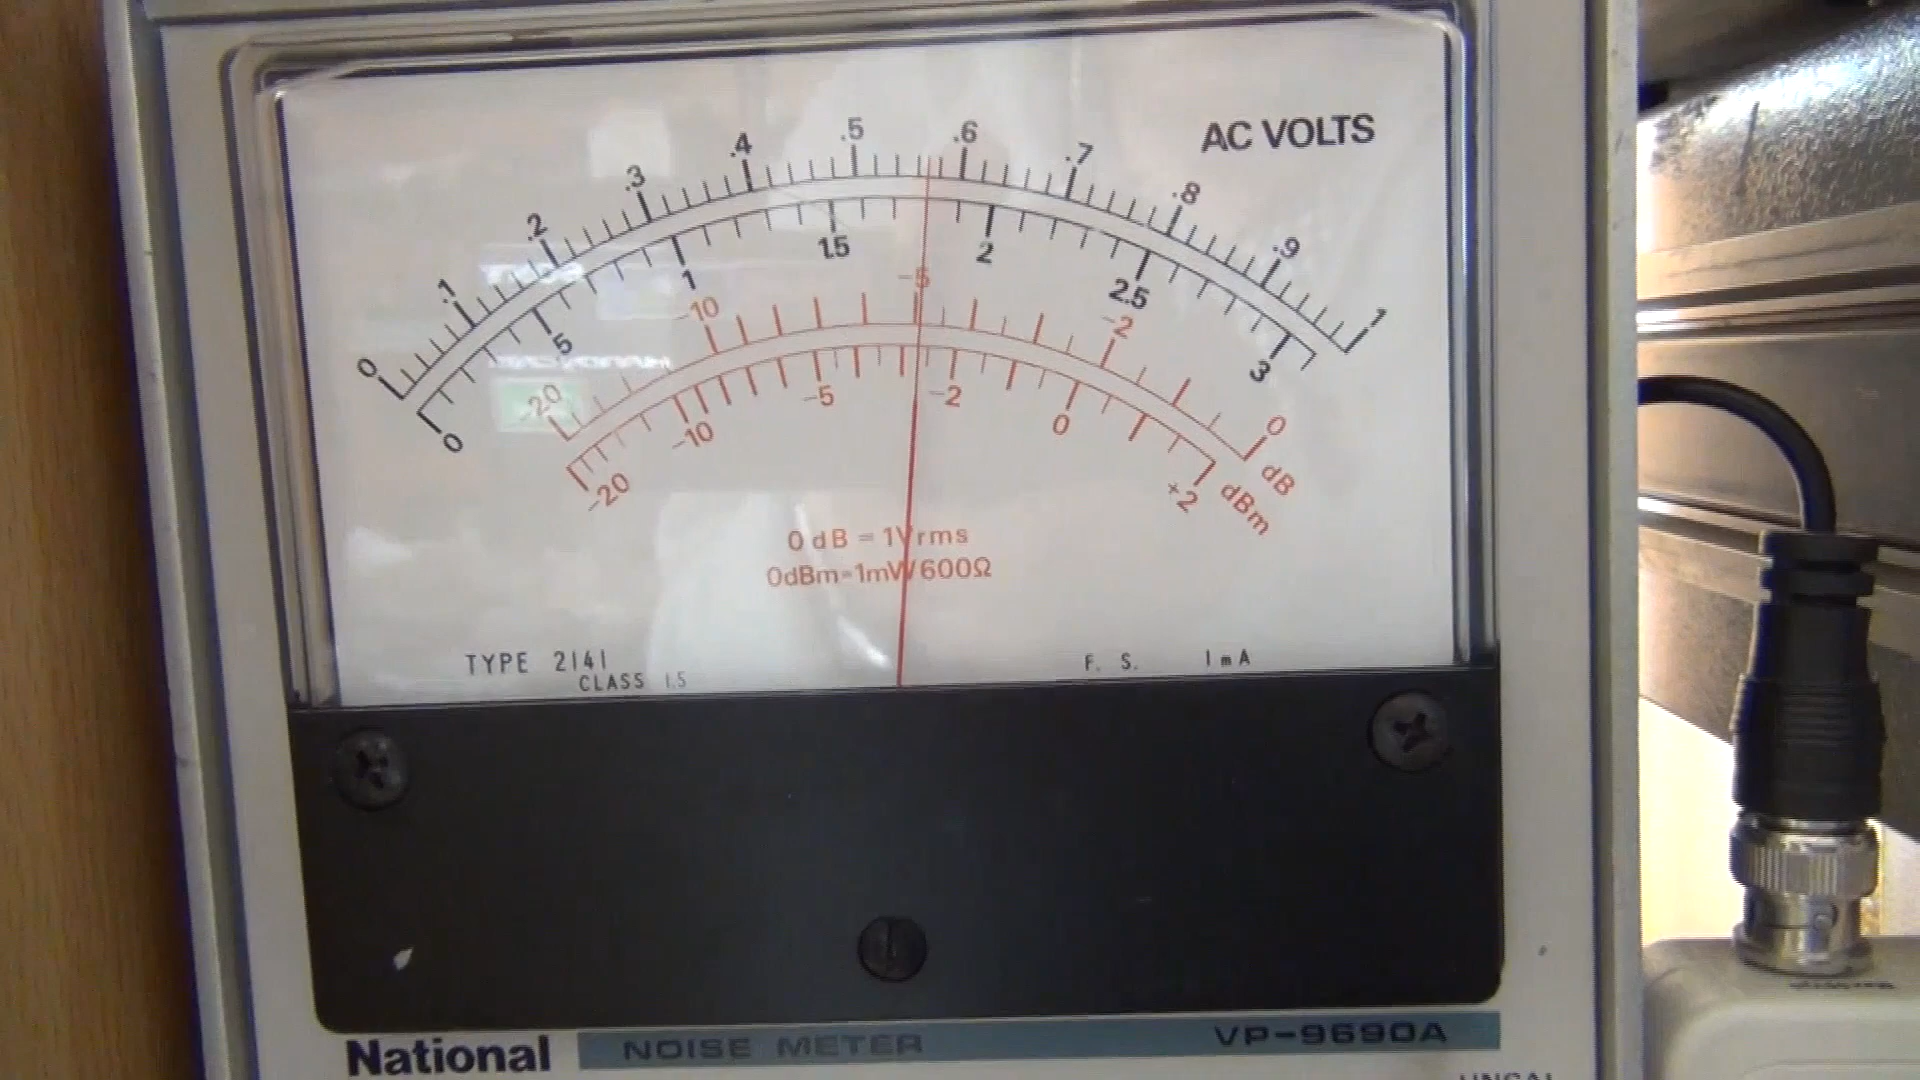 AC VOLTS
0 .1 .2 .3 .4 .5 .6 .7 .8 .9 1
0 .5 1 1.5 2 2.5 3
-20 -10 -5 -2 0 dB
-20 -10 -5 -2 0 +2 dBm
0 dB = 1Vrms
0dBm=1mW 600Ω
TYPE 2141
CLASS 1.5
F. S. 1 mA
National NOISE METER VP-9690A